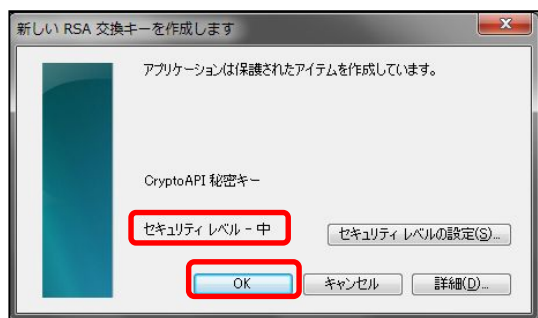 新しい RSA 交換キーを作成します
アプリケーションは保護されたアイテムを作成しています。
CryptoAPI 秘密キー
セキュリティ レベル - 中
セキュリティ レベルの設定(S)...
OK キャンセル 詳細(D)...